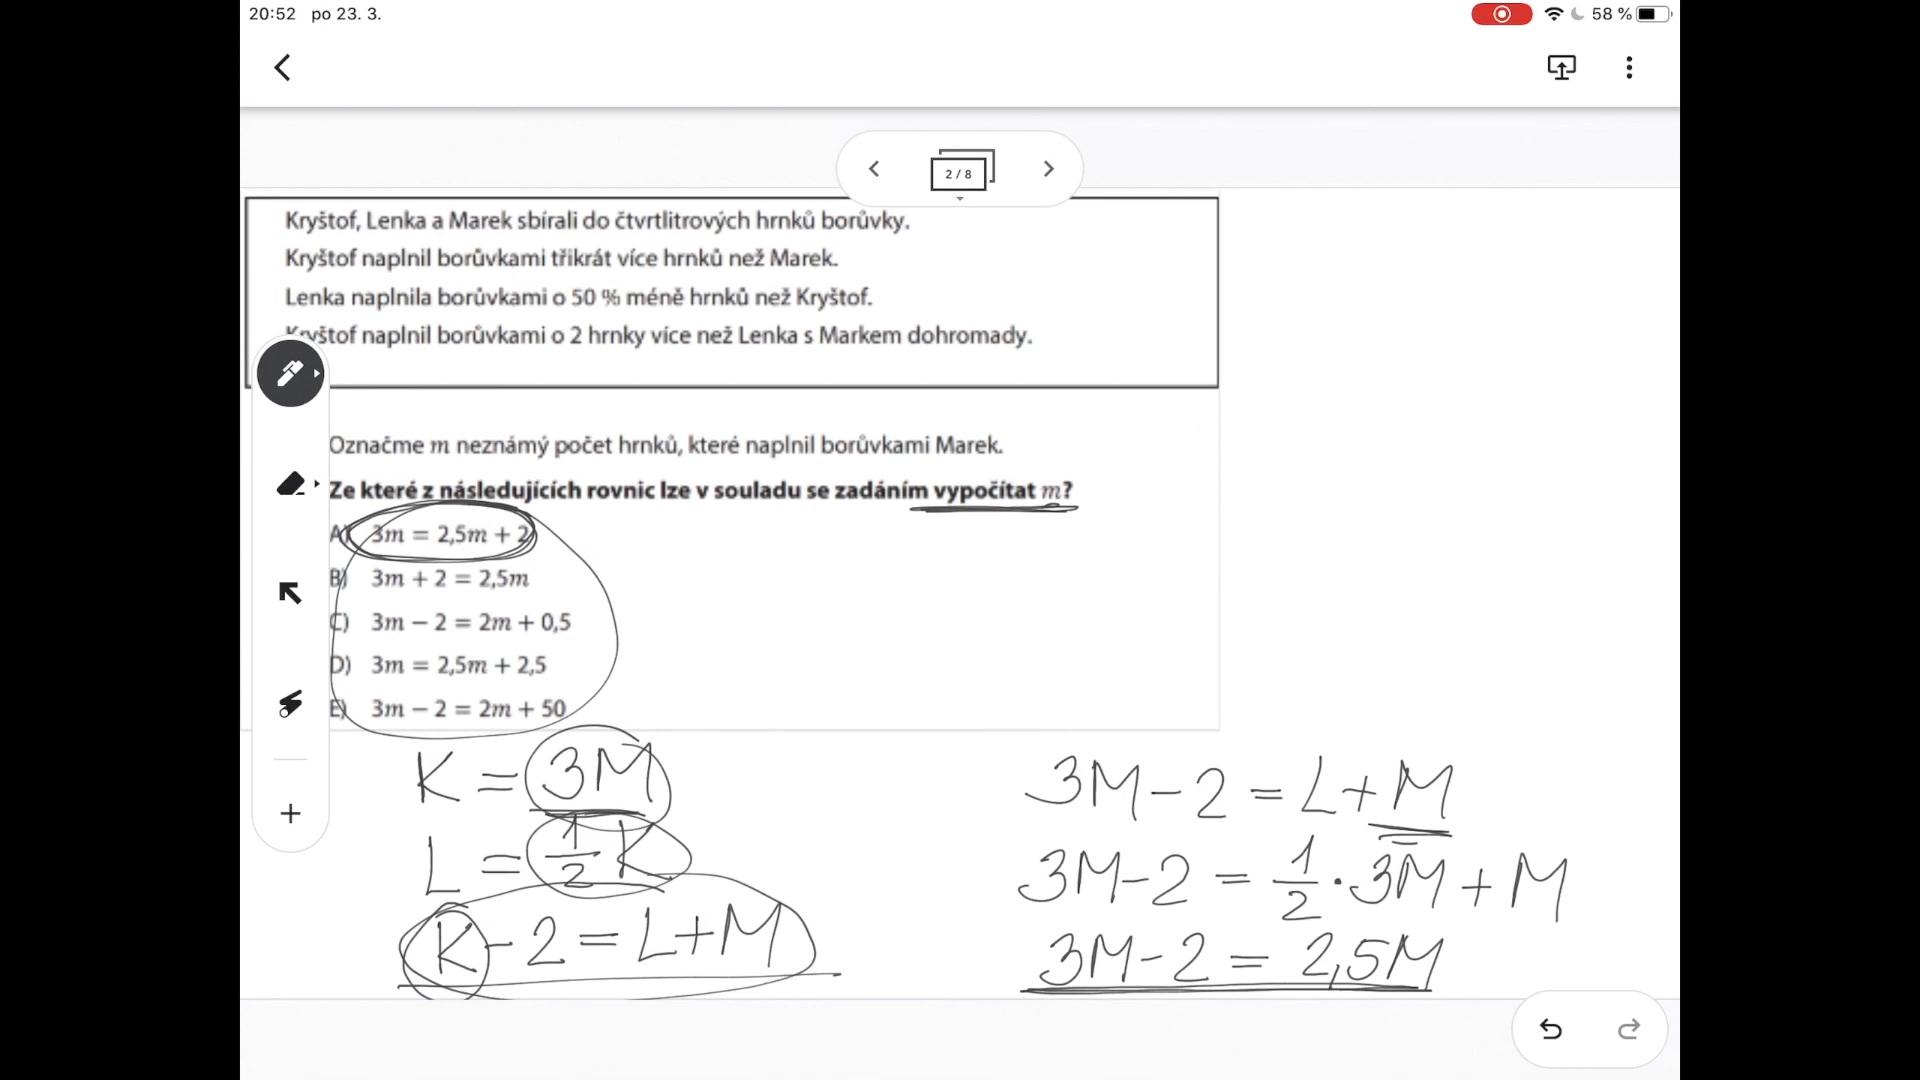 20:52 po 23. 3.
58 %
2 / 8
Kryštof, Lenka a Marek sbírali do čtvrtlitrových hrnků borůvky.
Kryštof naplnil borůvkami třikrát více hrnků než Marek.
Lenka naplnila borůvkami o 50 % méně hrnků než Kryštof.
Kryštof naplnil borůvkami o 2 hrnky více než Lenka s Markem dohromady.
Označme m neznámý počet hrnků, které naplnil borůvkami Marek.
Ze které z následujících rovnic lze v souladu se zadáním vypočítat m?
A) 3m = 2,5m + 2
B) 3m + 2 = 2,5m
C) 3m − 2 = 2m + 0,5
D) 3m = 2,5m + 2,5
E) 3m − 2 = 2m + 50
K = 3M
L = 1/2 K
K - 2 = L+M
3M - 2 = L+M
3M-2 = 1/2 · 3M + M
3M-2 = 2,5M